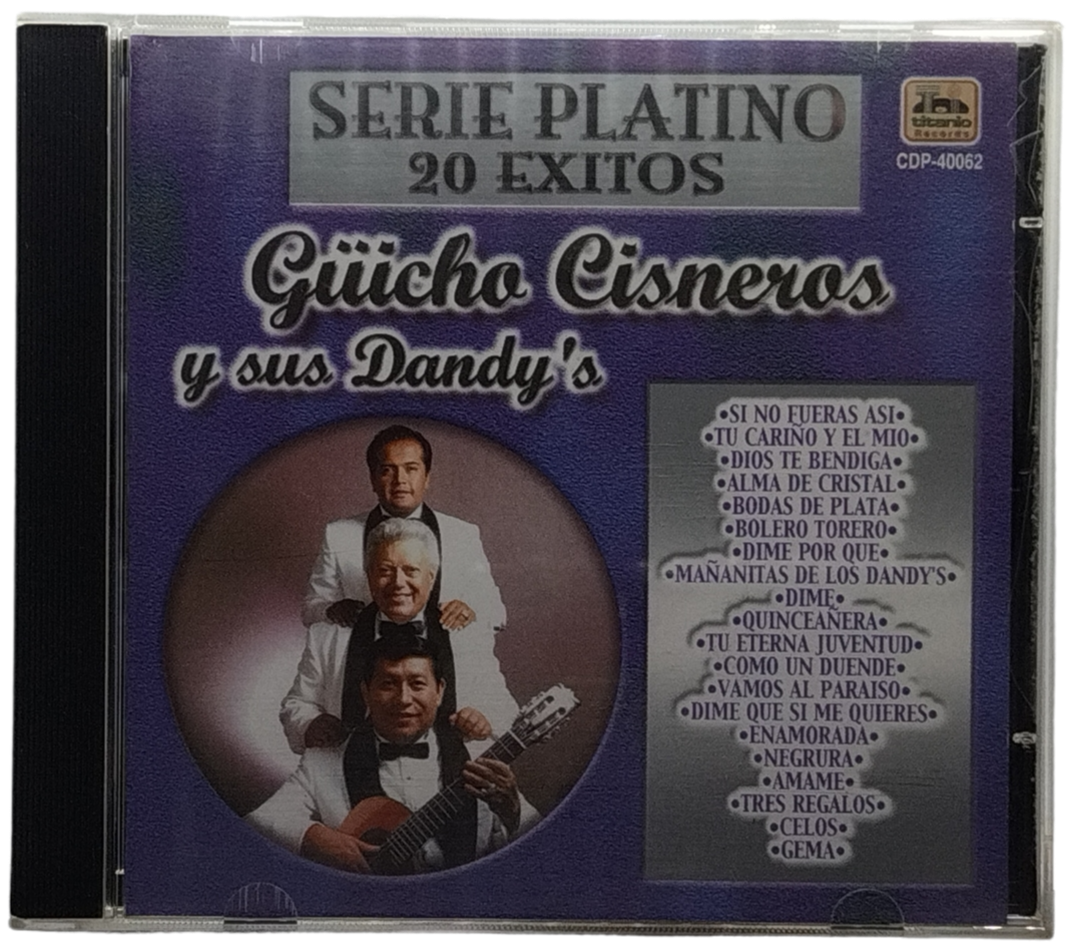 SERIE PLATINO
20 EXITOS
titanio
Records
CDP-40062
Güicho Cisneros
y sus Dandy's
•SI NO FUERAS ASI•
•TU CARIÑO Y EL MIO•
•DIOS TE BENDIGA•
•ALMA DE CRISTAL•
•BODAS DE PLATA•
•BOLERO TORERO•
•DIME POR QUE•
•MAÑANITAS DE LOS DANDY'S•
•DIME•
•QUINCEAÑERA•
•TU ETERNA JUVENTUD•
•COMO UN DUENDE•
•VAMOS AL PARAISO•
•DIME QUE SI ME QUIERES•
•ENAMORADA•
•NEGRURA•
•AMAME•
•TRES REGALOS•
•CELOS•
•GEMA•